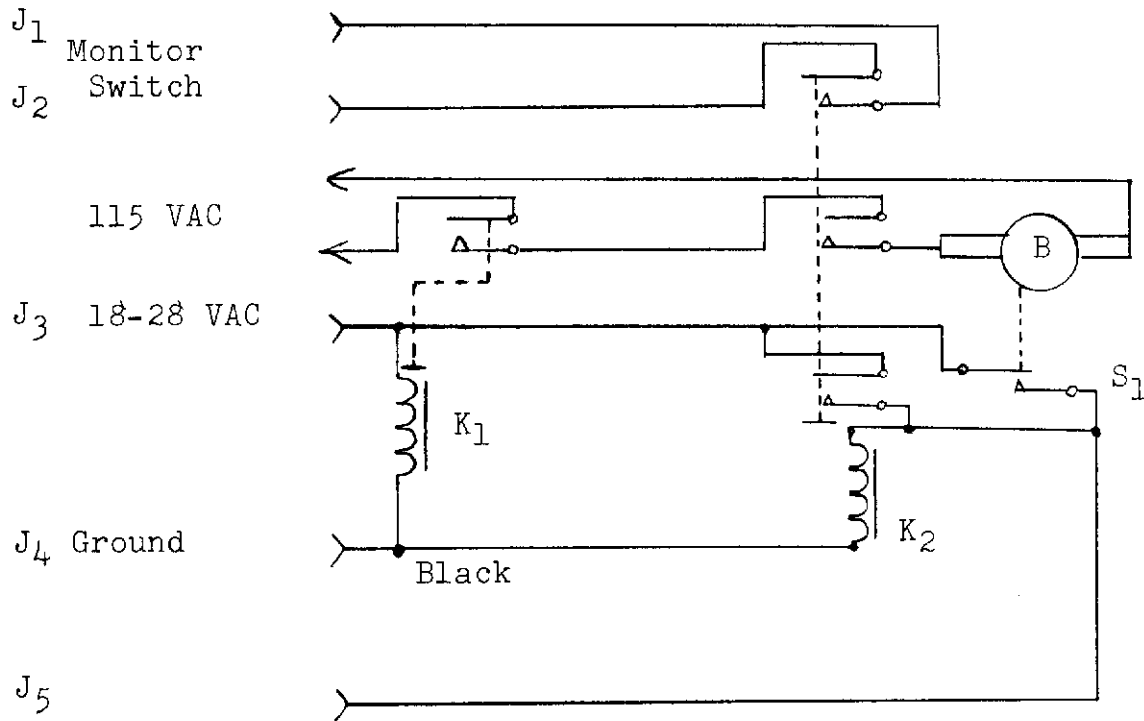 J1
Monitor
Switch
J2
115 VAC
B
J3 18-28 VAC
S1
K1
K2
J4 Ground
Black
J5